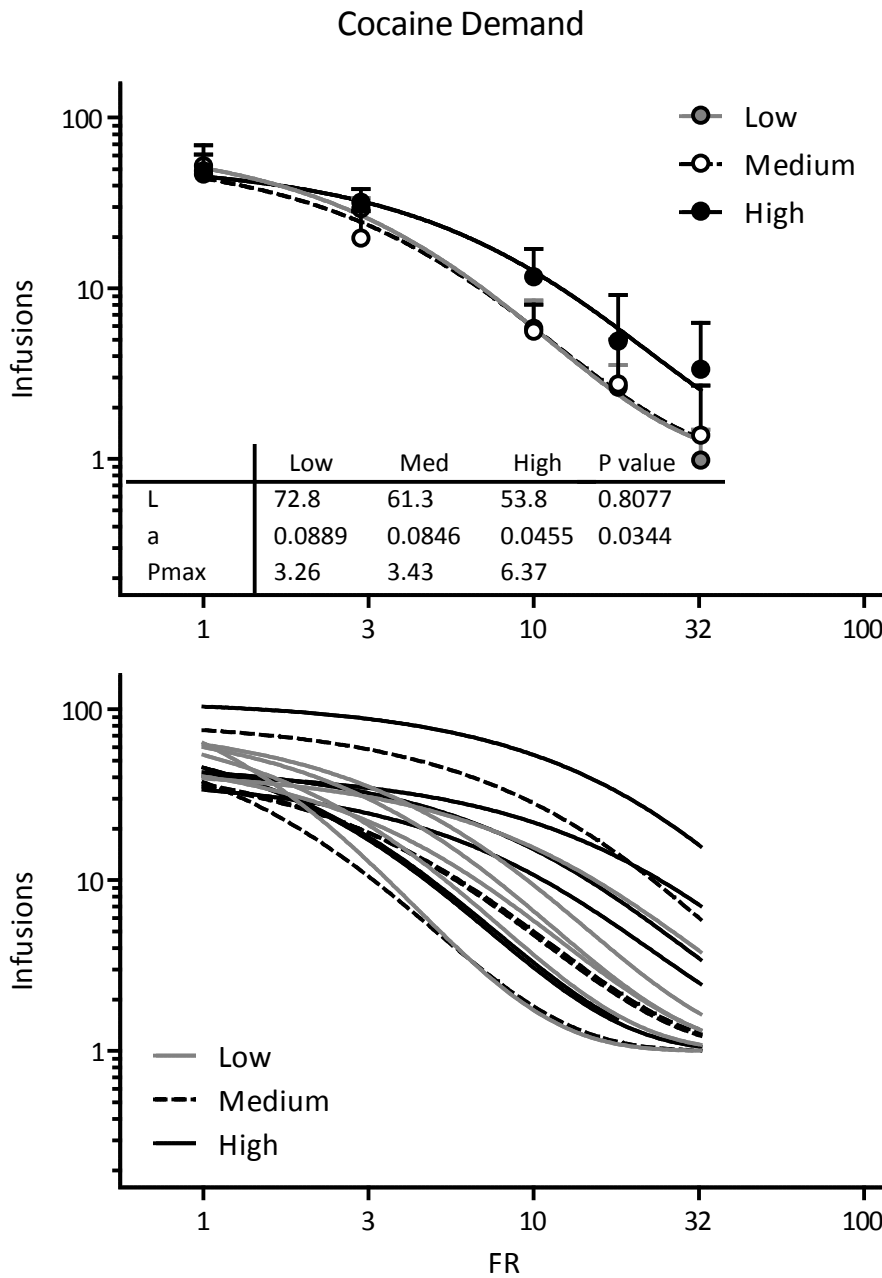 Cocaine Demand
100
10
1
Infusions
Low
Medium
High
Low Med High P value
L 72.8 61.3 53.8 0.8077
a 0.0889 0.0846 0.0455 0.0344
Pmax 3.26 3.43 6.37
1 3 10 32 100
100
10
1
Infusions
Low
Medium
High
1 3 10 32 100
FR